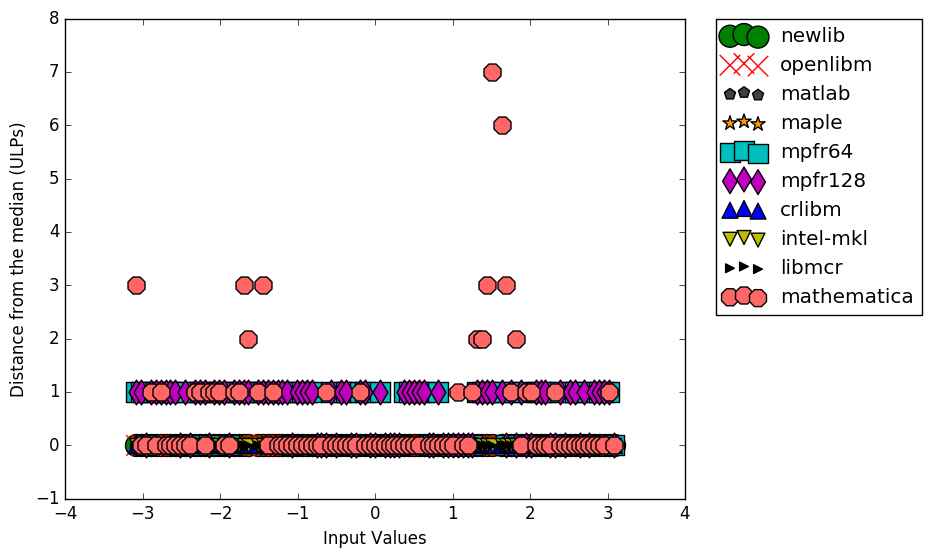 8
7
6
5
4
3
2
1
0
−1
Distance from the median (ULPs)
−4 −3 −2 −1 0 1 2 3 4
Input Values
newlib
openlibm
matlab
maple
mpfr64
mpfr128
crlibm
intel-mkl
libmcr
mathematica